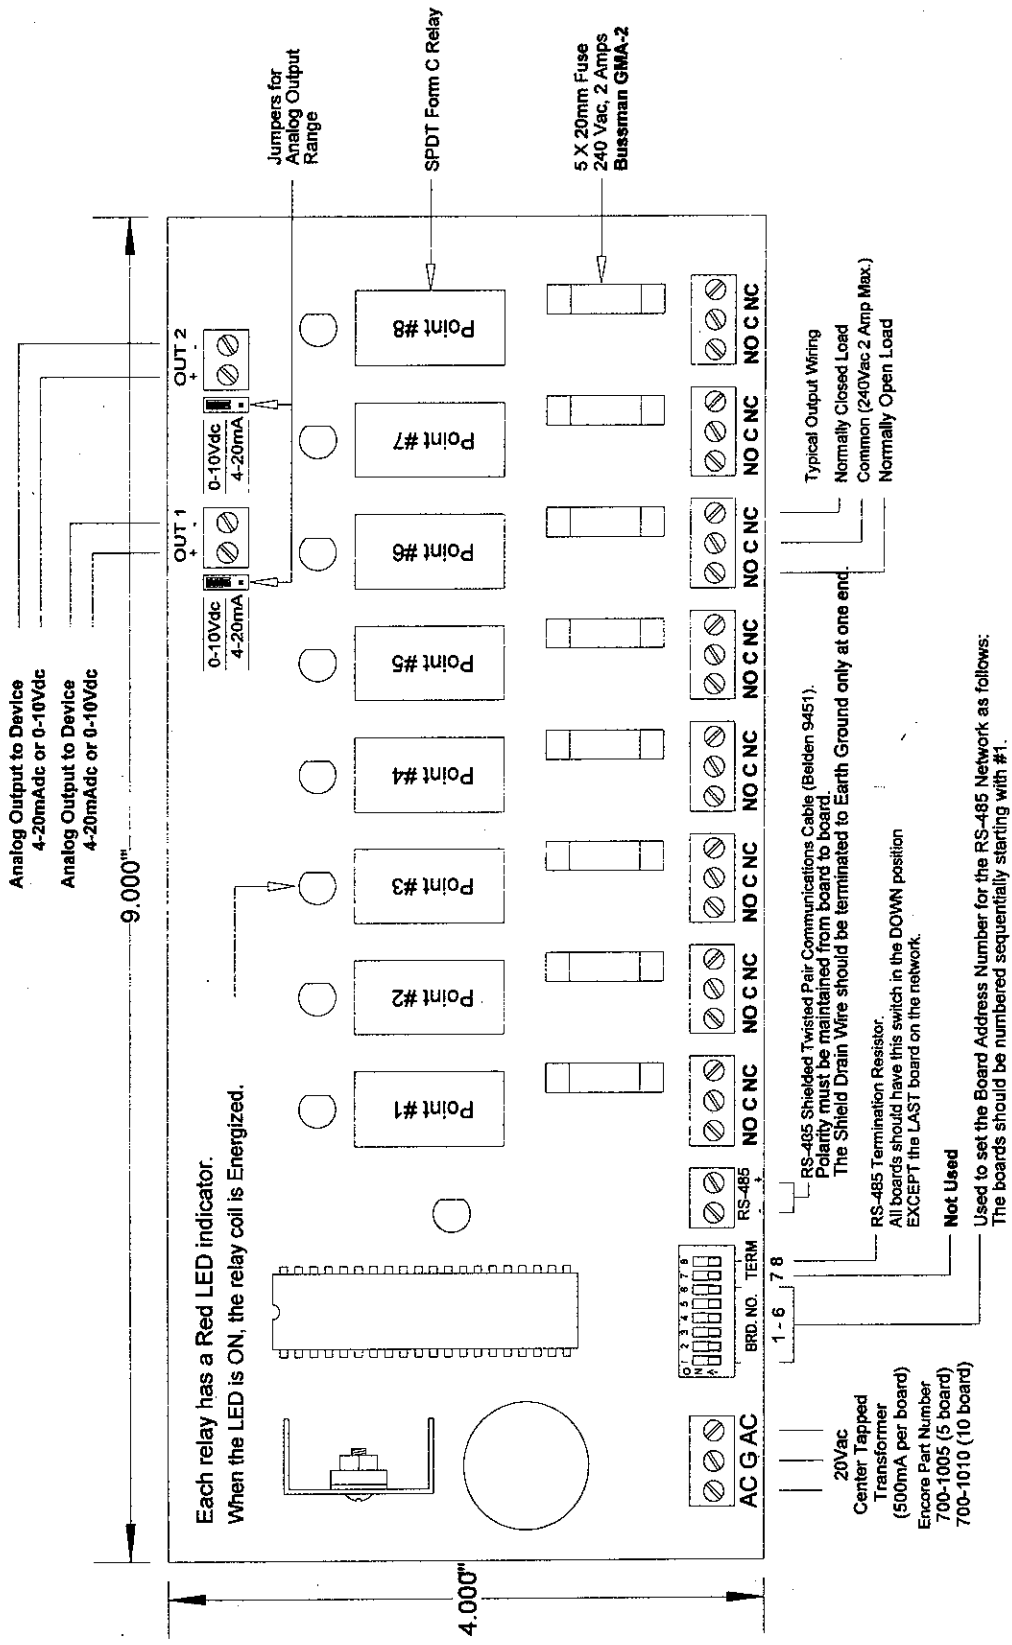 Analog Output to Device
4-20mAdc or 0-10Vdc
Analog Output to Device
4-20mAdc or 0-10Vdc
9.000"
4.000"
Each relay has a Red LED indicator.
When the LED is ON, the relay coil is Energized.
OUT 1
+ -
0-10Vdc
4-20mA
OUT 2
+ -
0-10Vdc
4-20mA
Jumpers for
Analog Output
Range
SPDT Form C Relay
5 X 20mm Fuse
240 Vac, 2 Amps
Bussman GMA-2
Point #1
Point #2
Point #3
Point #4
Point #5
Point #6
Point #7
Point #8
AC G AC
O N
1 2 3 4 5 6 7 8
BRD. NO.
TERM
RS-485
- +
NO C NC
NO C NC
NO C NC
NO C NC
NO C NC
NO C NC
NO C NC
NO C NC
1 - 6
7 8
20Vac
Center Tapped
Transformer
(500mA per board)
Encore Part Number
700-1005 (5 board)
700-1010 (10 board)
RS-485 Shielded Twisted Pair Communications Cable (Belden 9451).
Polarity must be maintained from board to board.
The Shield Drain Wire should be terminated to Earth Ground only at one end.
RS-485 Termination Resistor.
All boards should have this switch in the DOWN position
EXCEPT the LAST board on the network.
Not Used
Used to set the Board Address Number for the RS-485 Network as follows:
The boards should be numbered sequentially starting with #1.
Typical Output Wiring
Normally Closed Load
Common (240Vac 2 Amp Max.)
Normally Open Load